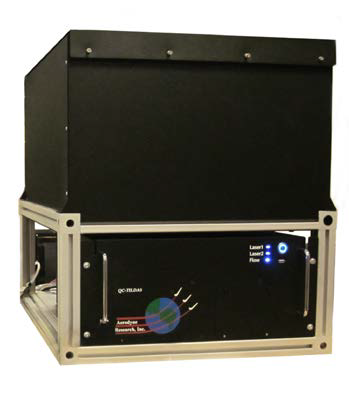 Laser1
Laser2
Flow
QC-TILDAS
Aerodyne
Research, Inc.